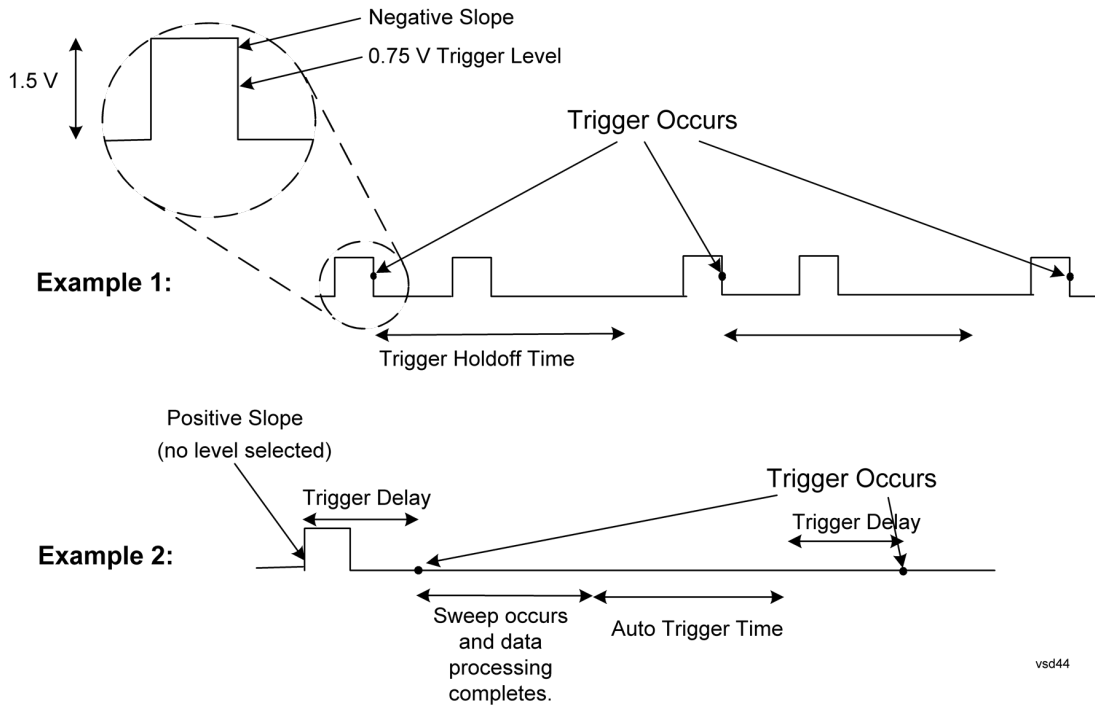 Negative Slope
0.75 V Trigger Level
1.5 V
Trigger Occurs
Example 1:
Trigger Holdoff Time
Positive Slope
(no level selected)
Trigger Occurs
Trigger Delay
Trigger Delay
Example 2:
Sweep occurs
and data
processing
completes.
Auto Trigger Time
vsd44